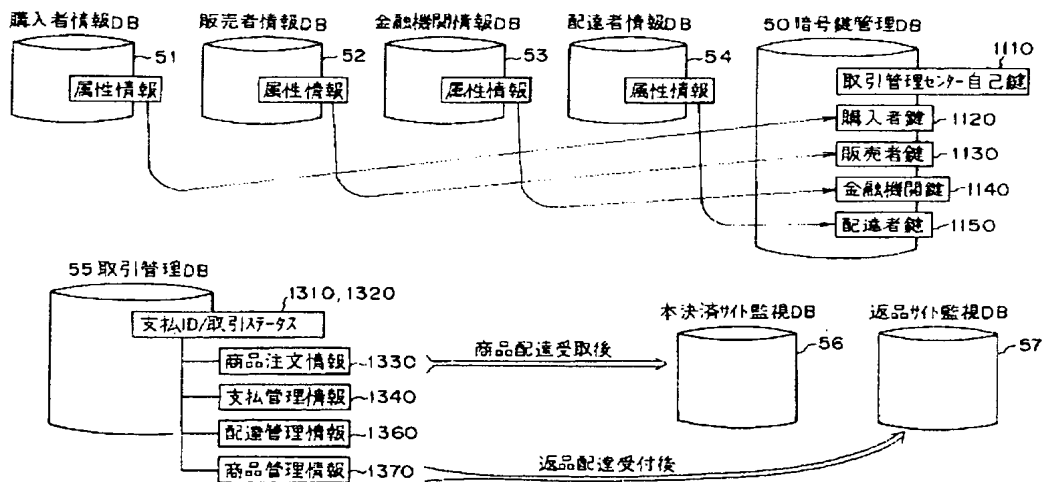 購入者情報DB
販売者情報DB
金融機関情報DB
配達者情報DB
50暗号鍵管理DB
51
52
53
54
1110
属性情報
属性情報
属性情報
属性情報
取引管理センター自己鍵
購入者鍵
1120
販売者鍵
1130
金融機関鍵
1140
配達者鍵
1150
55取引管理DB
1310, 1320
支払ID/取引ステータス
本決済サイト監視DB
返品サイト監視DB
56
57
商品注文情報
1330
商品配達受取後
支払管理情報
1340
配達管理情報
1360
商品管理情報
1370
返品配達受付後